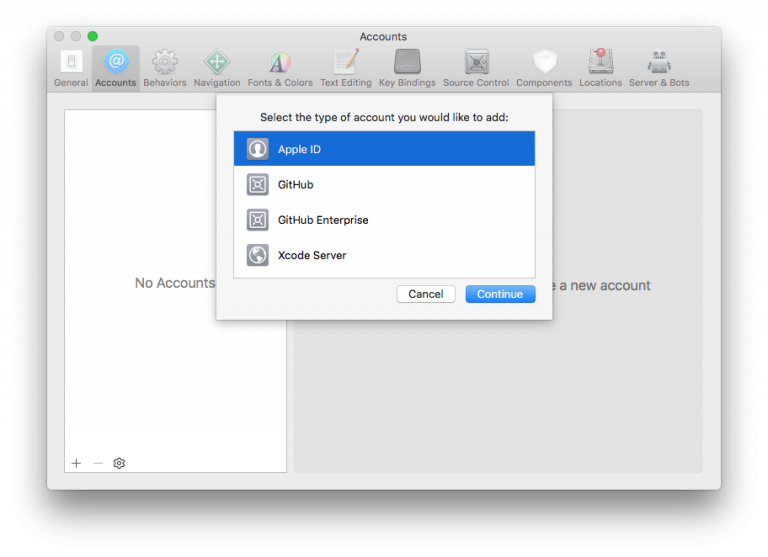 Accounts
General Accounts Behaviors Navigation Fonts & Colors Text Editing Key Bindings Source Control Components Locations Server & Bots
Select the type of account you would like to add:
Apple ID
GitHub
GitHub Enterprise
Xcode Server
Cancel Continue
No Accounts
a new account